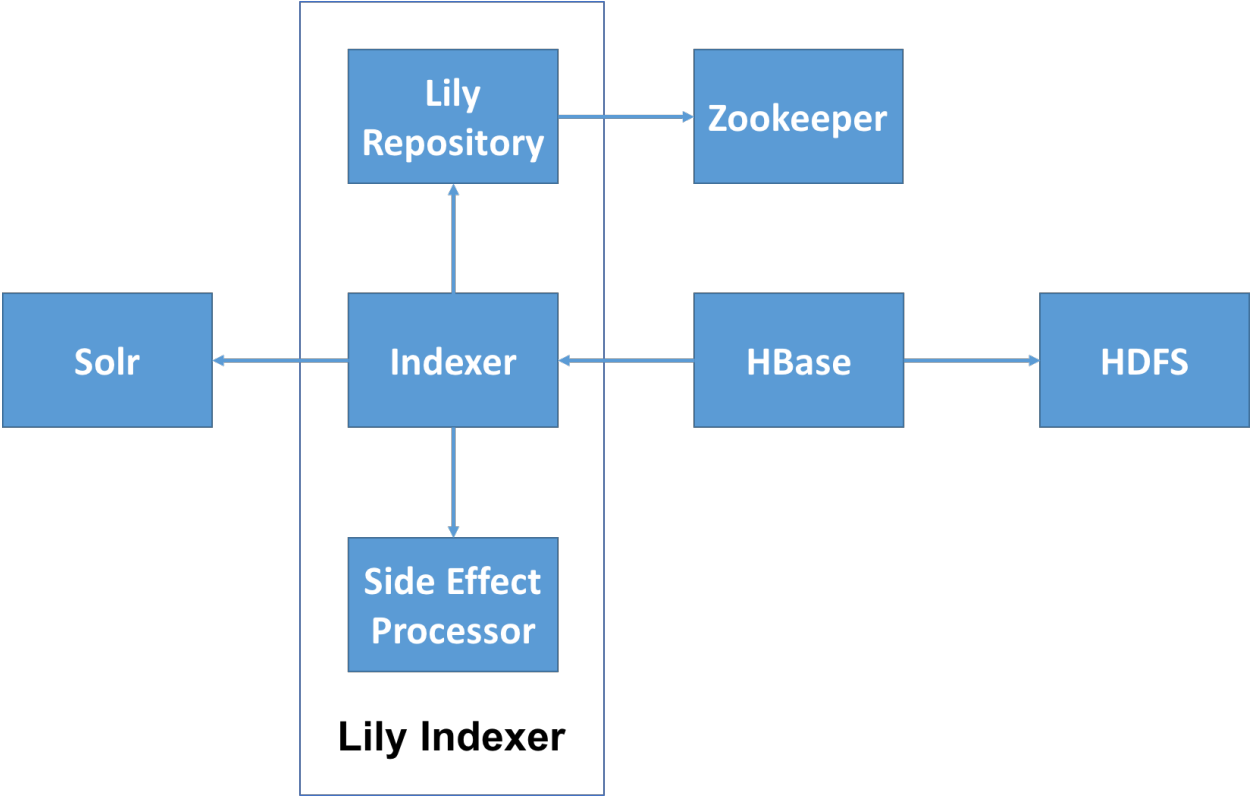 Lily
Repository
Zookeeper
Solr
Indexer
HBase
HDFS
Side Effect
Processor
Lily Indexer